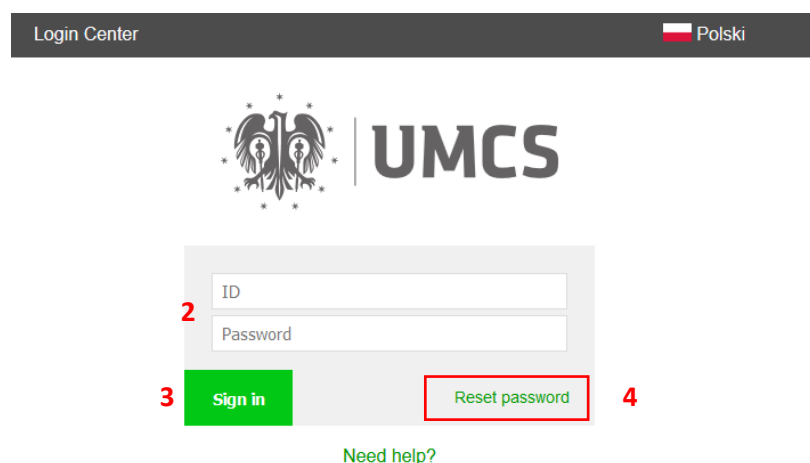 Login Center
Polski
UMCS
ID
2
Password
3
Sign in
Reset password
4
Need help?